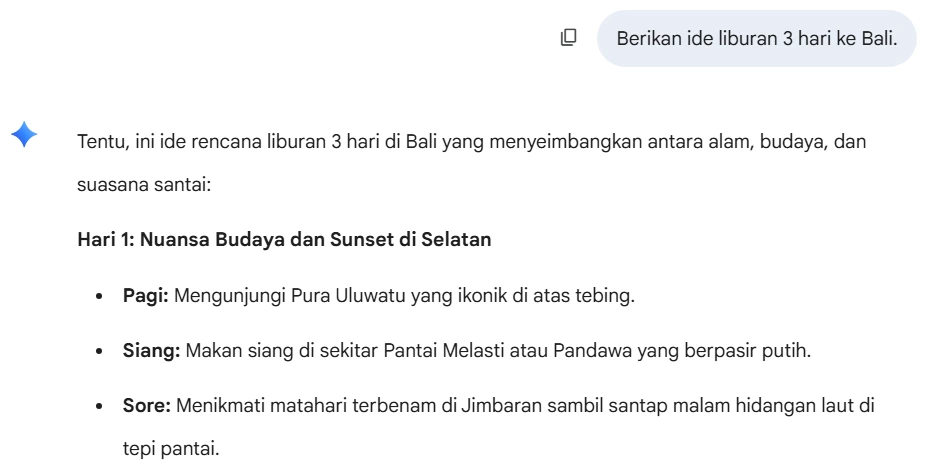 Berikan ide liburan 3 hari ke Bali.
Tentu, ini ide rencana liburan 3 hari di Bali yang menyeimbangkan antara alam, budaya, dan
suasana santai:
Hari 1: Nuansa Budaya dan Sunset di Selatan
• Pagi: Mengunjungi Pura Uluwatu yang ikonik di atas tebing.
• Siang: Makan siang di sekitar Pantai Melasti atau Pandawa yang berpasir putih.
• Sore: Menikmati matahari terbenam di Jimbaran sambil santap malam hidangan laut di
tepi pantai.